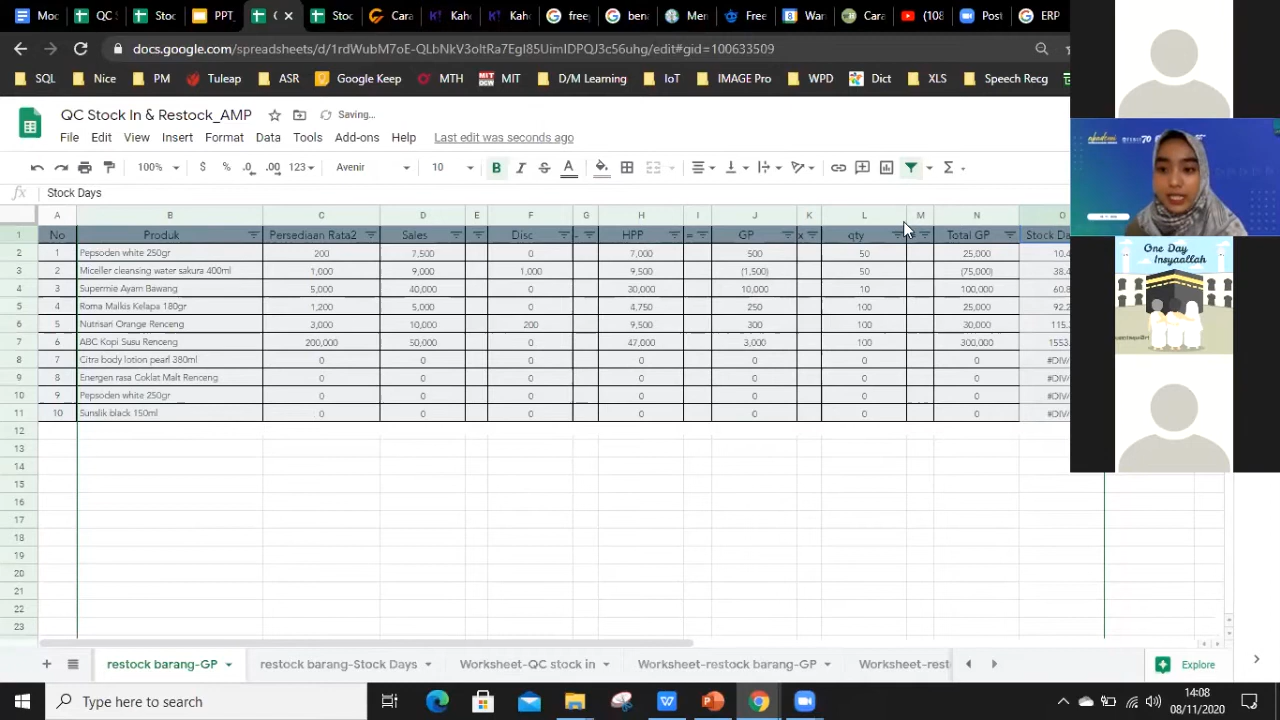 Moc
QC
Stoc
PPT_
C
Stoc
Cara
Kah
Kahe
free
bena
Men
Free
War
Cara
(108
Post
ERP
docs.google.com/spreadsheets/d/1rdWubM7oE-QLbNkV3oltRa7EgI85UimIDPQJ3c56uhg/edit#gid=100633509
SQL Nino PM Tuleap ASR Google Keep MTH MIT D/M Learning IoT IMAGE Pro WPD Dict XLS Speech Recg
QC Stock In & Restock_AMP Saving...
File Edit View Insert Format Data Tools Add-ons Help Last edit was seconds ago
100% $ % .0 .00 123 Avenir 10 B I S A Σ
fx Stock Days
A B C D E F G H I J K L M N O
1 No Produk Persediaan Rata2 Sales - Disc - HPP = GP x qty = Total GP Stock Da
2 1 Pepsoden white 250gr 200 7,500 0 7,000 500 50 25,000 10.4
3 2 Miceller cleansing water sakura 400ml 1,000 9,000 1,000 9,500 (1,500) 50 (75,000) 38.4
4 3 Supermie Ayam Bawang 5,000 40,000 0 30,000 10,000 10 100,000 60.8
5 4 Roma Malkis Kelapa 180gr 1,200 5,000 0 4,750 250 100 25,000 92.2
6 5 Nutrisari Orange Renceng 3,000 10,000 200 9,500 300 100 30,000 115.
7 6 ABC Kopi Susu Renceng 200,000 50,000 0 47,000 3,000 100 300,000 1553.
8 7 Citra body lotion pearl 380ml 0 0 0 0 0 0 0 #DIV/
9 8 Energen rasa Coklat Malt Renceng 0 0 0 0 0 0 0 #DIV/
10 9 Pepsoden white 250gr 0 0 0 0 0 0 0 #DIV/
11 10 Sunslik black 150ml 0 0 0 0 0 0 0 #DIV/
12
13
14
15
16
17
18
19
20
21
22
23
One Day
Insyaallah
restock barang-GP restock barang-Stock Days Worksheet-QC stock in Worksheet-restock barang-GP Worksheet-rest Explore
Type here to search
14:08
08/11/2020